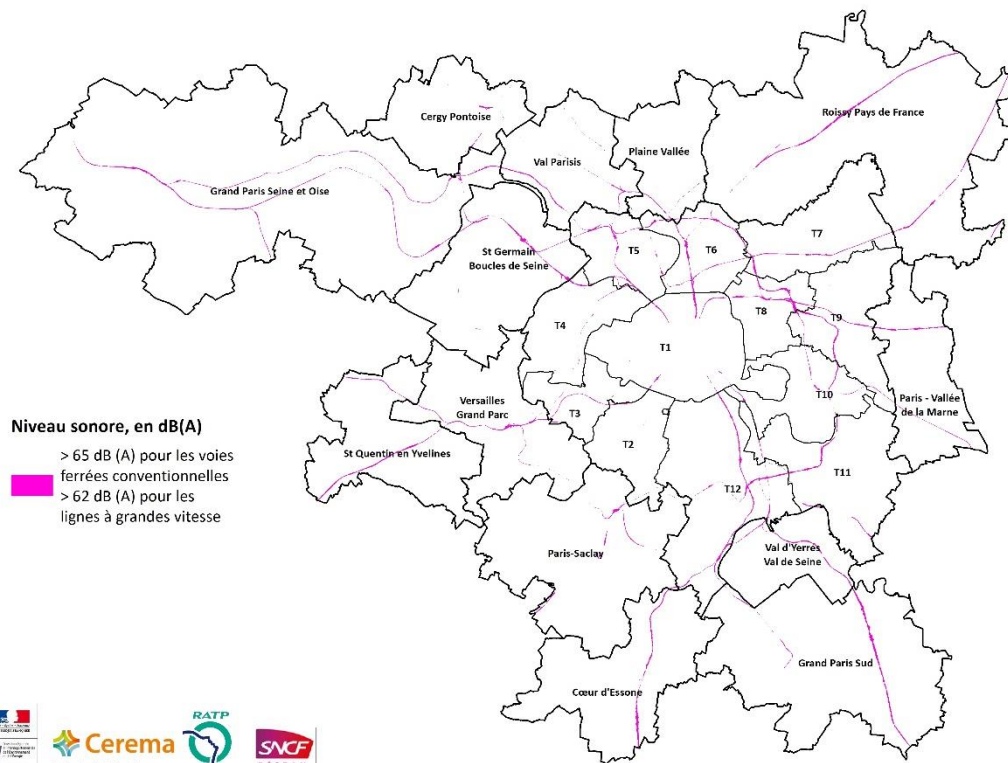 Cergy Pontoise
Roissy Pays de France
Plaine Vallée
Val Parisis
Grand Paris Seine et Oise
T7
St Germain
Boucles de Seine
T5
T6
T4
T8
T9
T1
Versailles
Grand Parc
T3
T10
Paris - Vallée
de la Marne
T2
St Quentin en Yvelines
T11
T12
Paris-Saclay
Val d'Yerres
Val de Seine
Grand Paris Sud
Cœur d'Essone
Niveau sonore, en dB(A)
> 65 dB (A) pour les voies
ferrées conventionnelles
> 62 dB (A) pour les
lignes à grandes vitesse
Cerema
RATP
SNCF